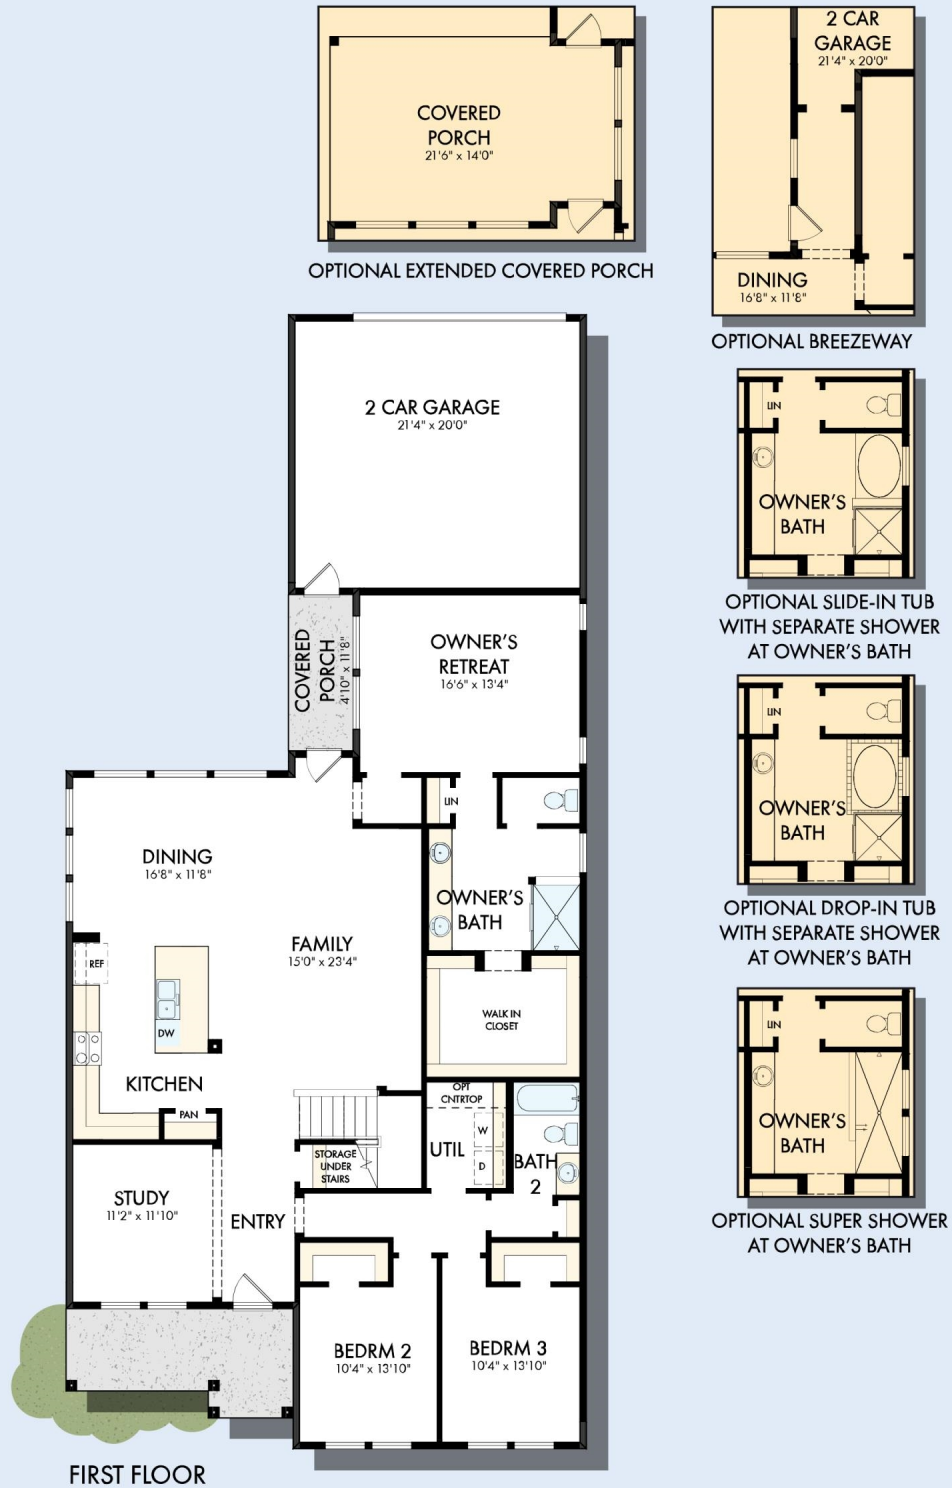 COVERED
PORCH
21'6" x 14'0"
OPTIONAL EXTENDED COVERED PORCH
2 CAR
GARAGE
21'4" x 20'0"
DINING
16'8" x 11'8"
OPTIONAL BREEZEWAY
LIN
OWNER'S
BATH
OPTIONAL SLIDE-IN TUB
WITH SEPARATE SHOWER
AT OWNER'S BATH
LIN
OWNER'S
BATH
OPTIONAL DROP-IN TUB
WITH SEPARATE SHOWER
AT OWNER'S BATH
LIN
OWNER'S
BATH
OPTIONAL SUPER SHOWER
AT OWNER'S BATH
2 CAR GARAGE
21'4" x 20'0"
COVERED
PORCH
4'10" x 11'8"
OWNER'S
RETREAT
16'6" x 13'4"
LIN
DINING
16'8" x 11'8"
OWNER'S
BATH
FAMILY
15'0" x 23'4"
REF
DW
WALK IN
CLOSET
KITCHEN
PAN
OPT
CNTRTOP
W
UTIL
D
BATH
2
STORAGE
UNDER
STAIRS
STUDY
11'2" x 11'10"
ENTRY
BEDRM 2
10'4" x 13'10"
BEDRM 3
10'4" x 13'10"
FIRST FLOOR